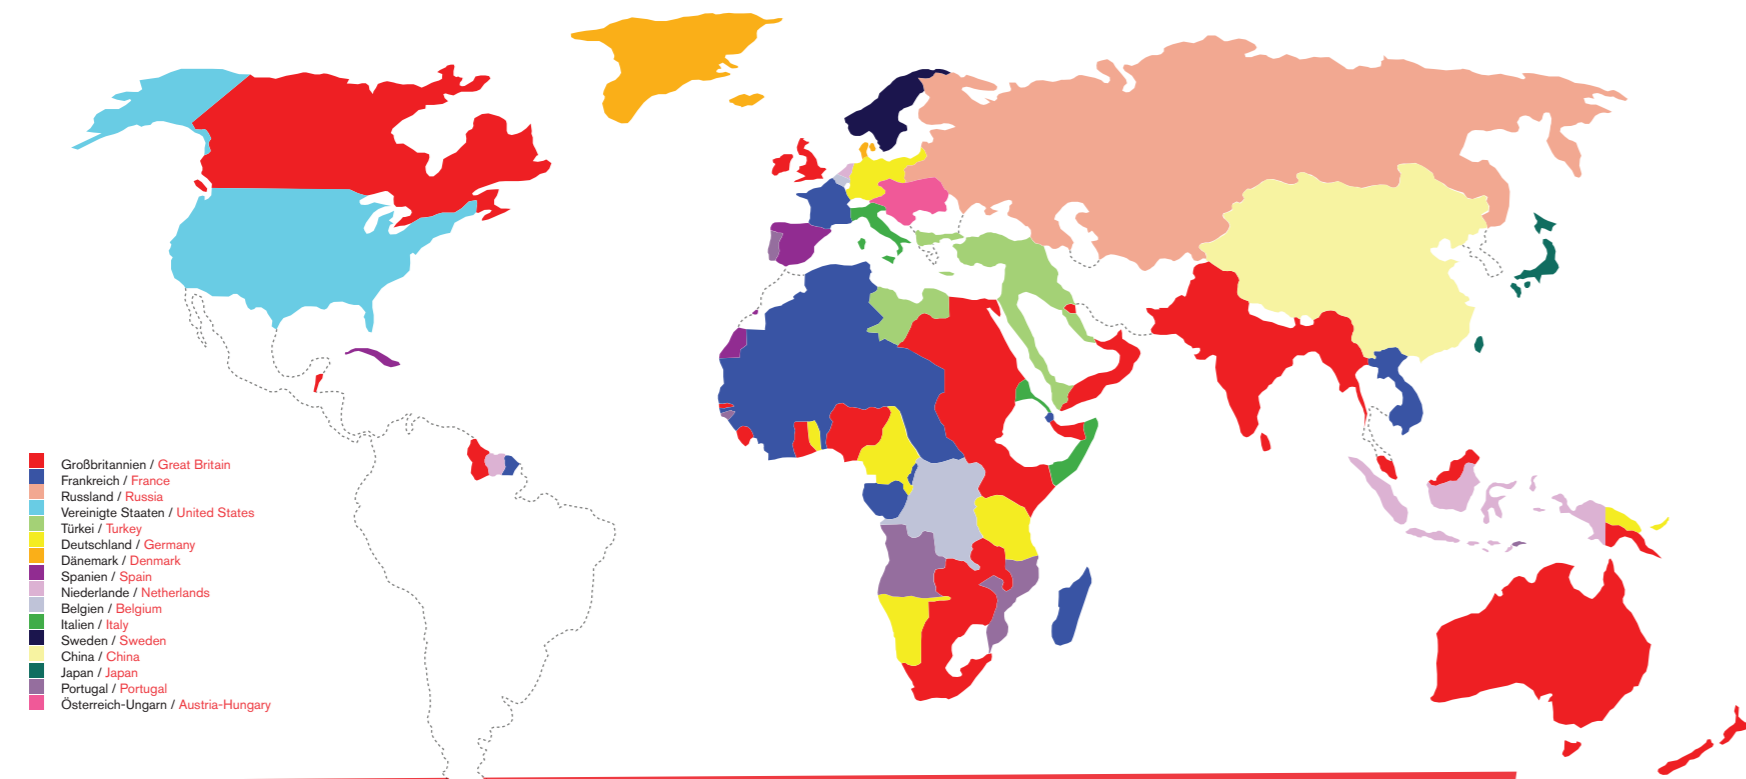 Großbritannien / Great Britain
Frankreich / France
Russland / Russia
Vereinigte Staaten / United States
Türkei / Turkey
Deutschland / Germany
Dänemark / Denmark
Spanien / Spain
Niederlande / Netherlands
Belgien / Belgium
Italien / Italy
Sweden / Sweden
China / China
Japan / Japan
Portugal / Portugal
Österreich-Ungarn / Austria-Hungary